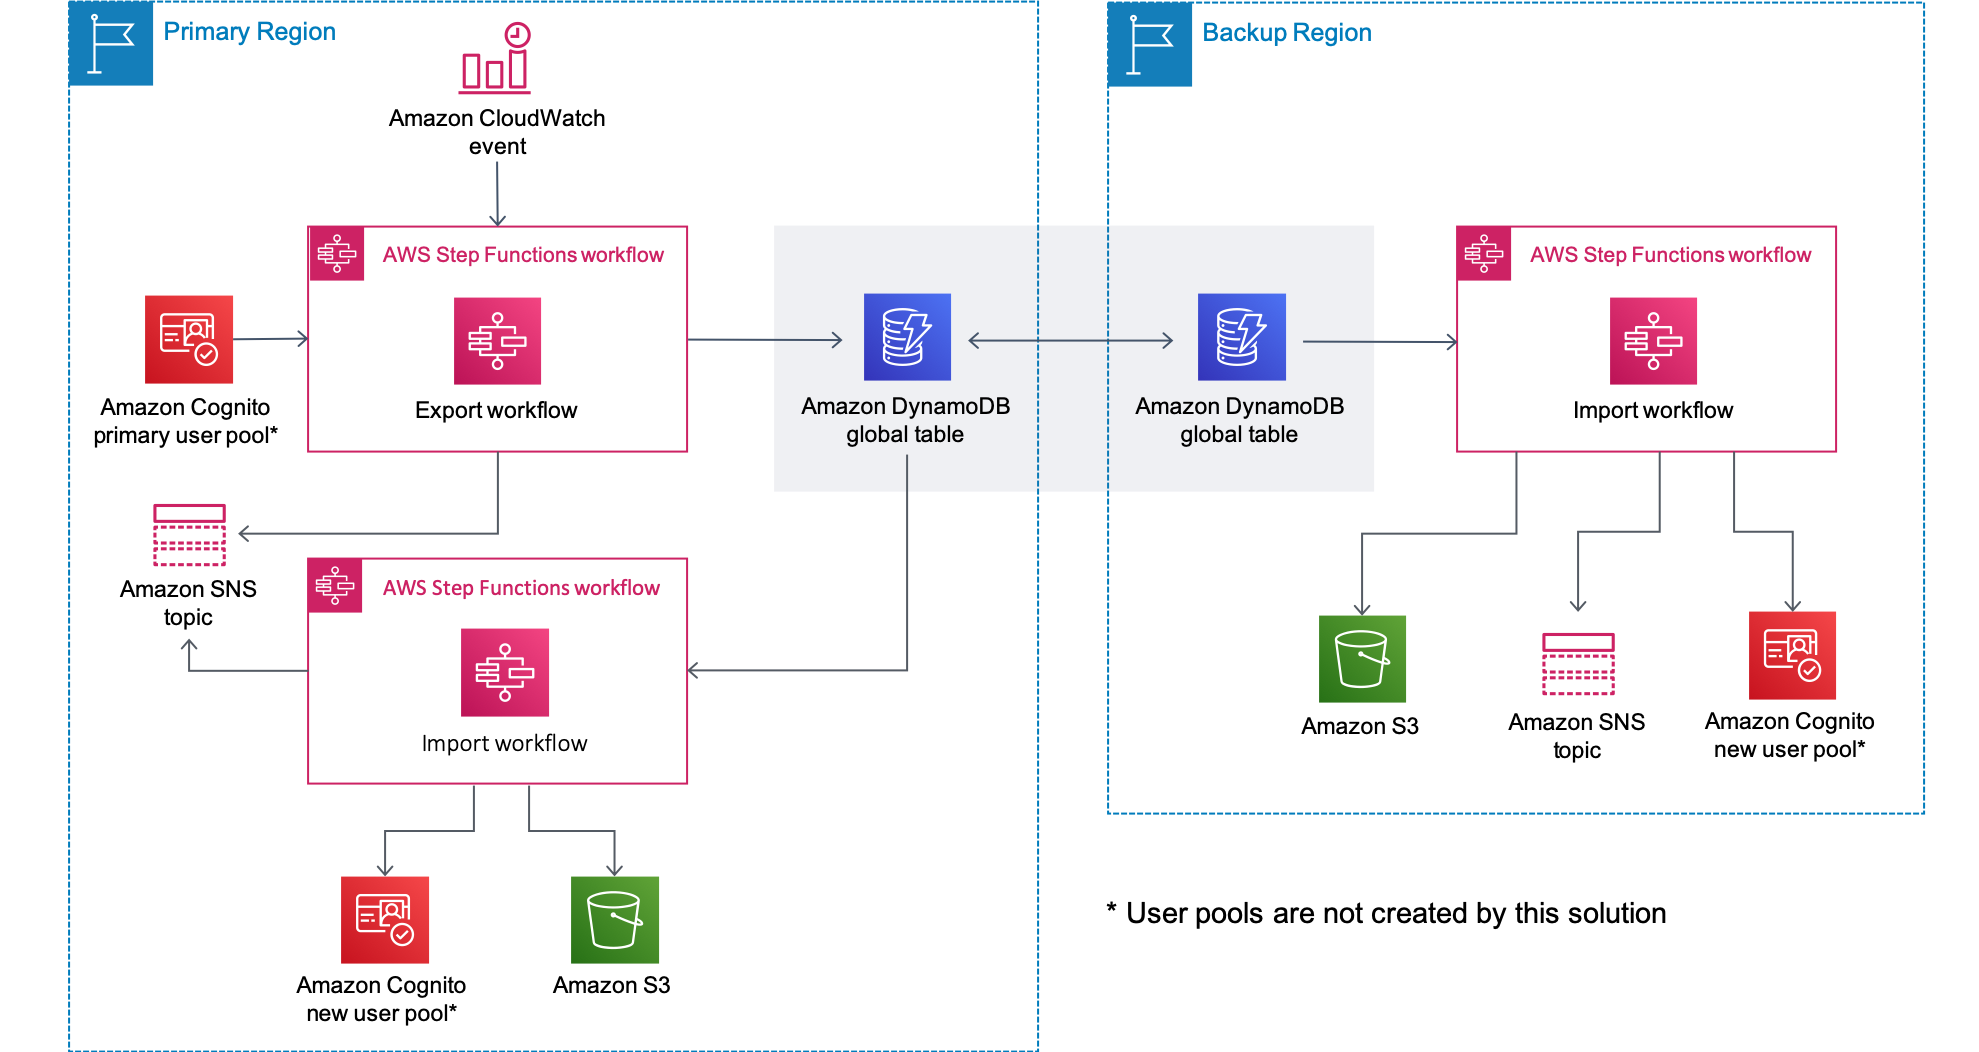 Primary Region
Backup Region
Amazon CloudWatch
event
AWS Step Functions workflow
Export workflow
Amazon Cognito
primary user pool*
Amazon DynamoDB
global table
Amazon DynamoDB
global table
AWS Step Functions workflow
Import workflow
Amazon SNS
topic
AWS Step Functions workflow
Import workflow
Amazon Cognito
new user pool*
Amazon S3
Amazon S3
Amazon SNS
topic
Amazon Cognito
new user pool*
* User pools are not created by this solution